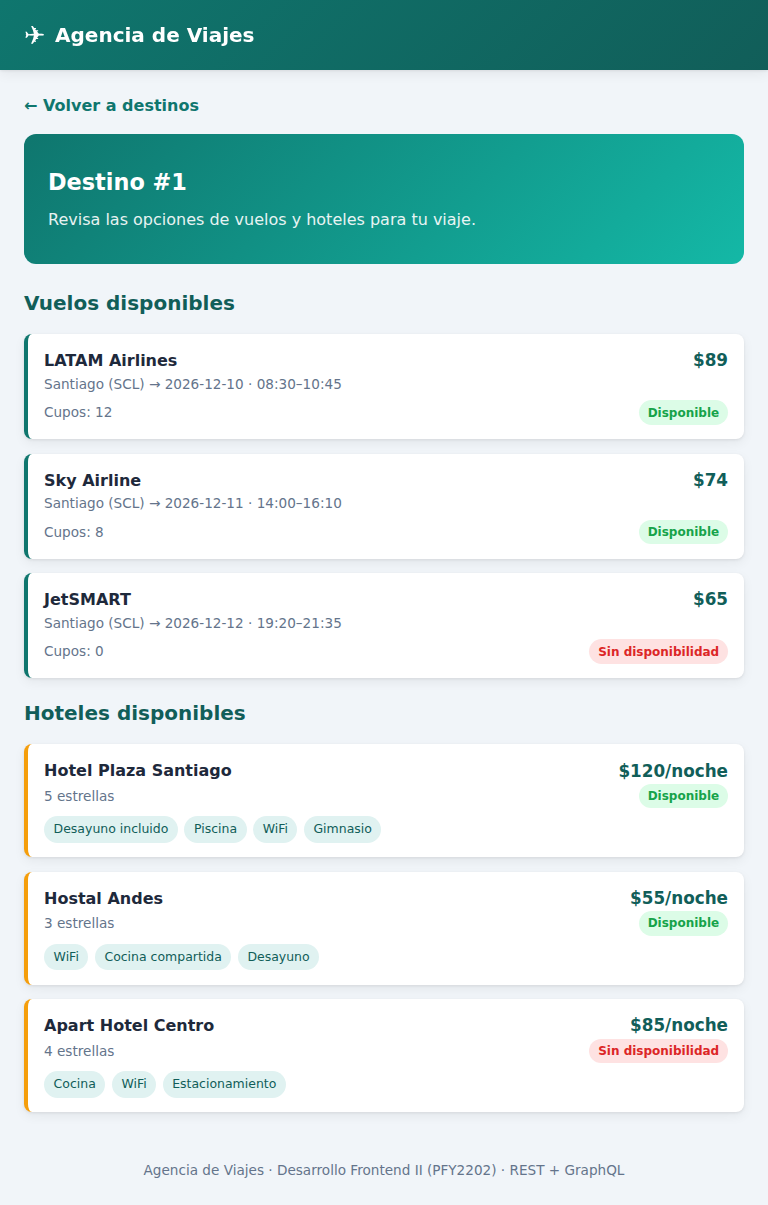 ✈ Agencia de Viajes
← Volver a destinos
Destino #1
Revisa las opciones de vuelos y hoteles para tu viaje.
Vuelos disponibles
LATAM Airlines $89
Santiago (SCL) → 2026-12-10 · 08:30–10:45
Cupos: 12 Disponible
Sky Airline $74
Santiago (SCL) → 2026-12-11 · 14:00–16:10
Cupos: 8 Disponible
JetSMART $65
Santiago (SCL) → 2026-12-12 · 19:20–21:35
Cupos: 0 Sin disponibilidad
Hoteles disponibles
Hotel Plaza Santiago $120/noche
5 estrellas Disponible
Desayuno incluido Piscina WiFi Gimnasio
Hostal Andes $55/noche
3 estrellas Disponible
WiFi Cocina compartida Desayuno
Apart Hotel Centro $85/noche
4 estrellas Sin disponibilidad
Cocina WiFi Estacionamiento
Agencia de Viajes · Desarrollo Frontend II (PFY2202) · REST + GraphQL